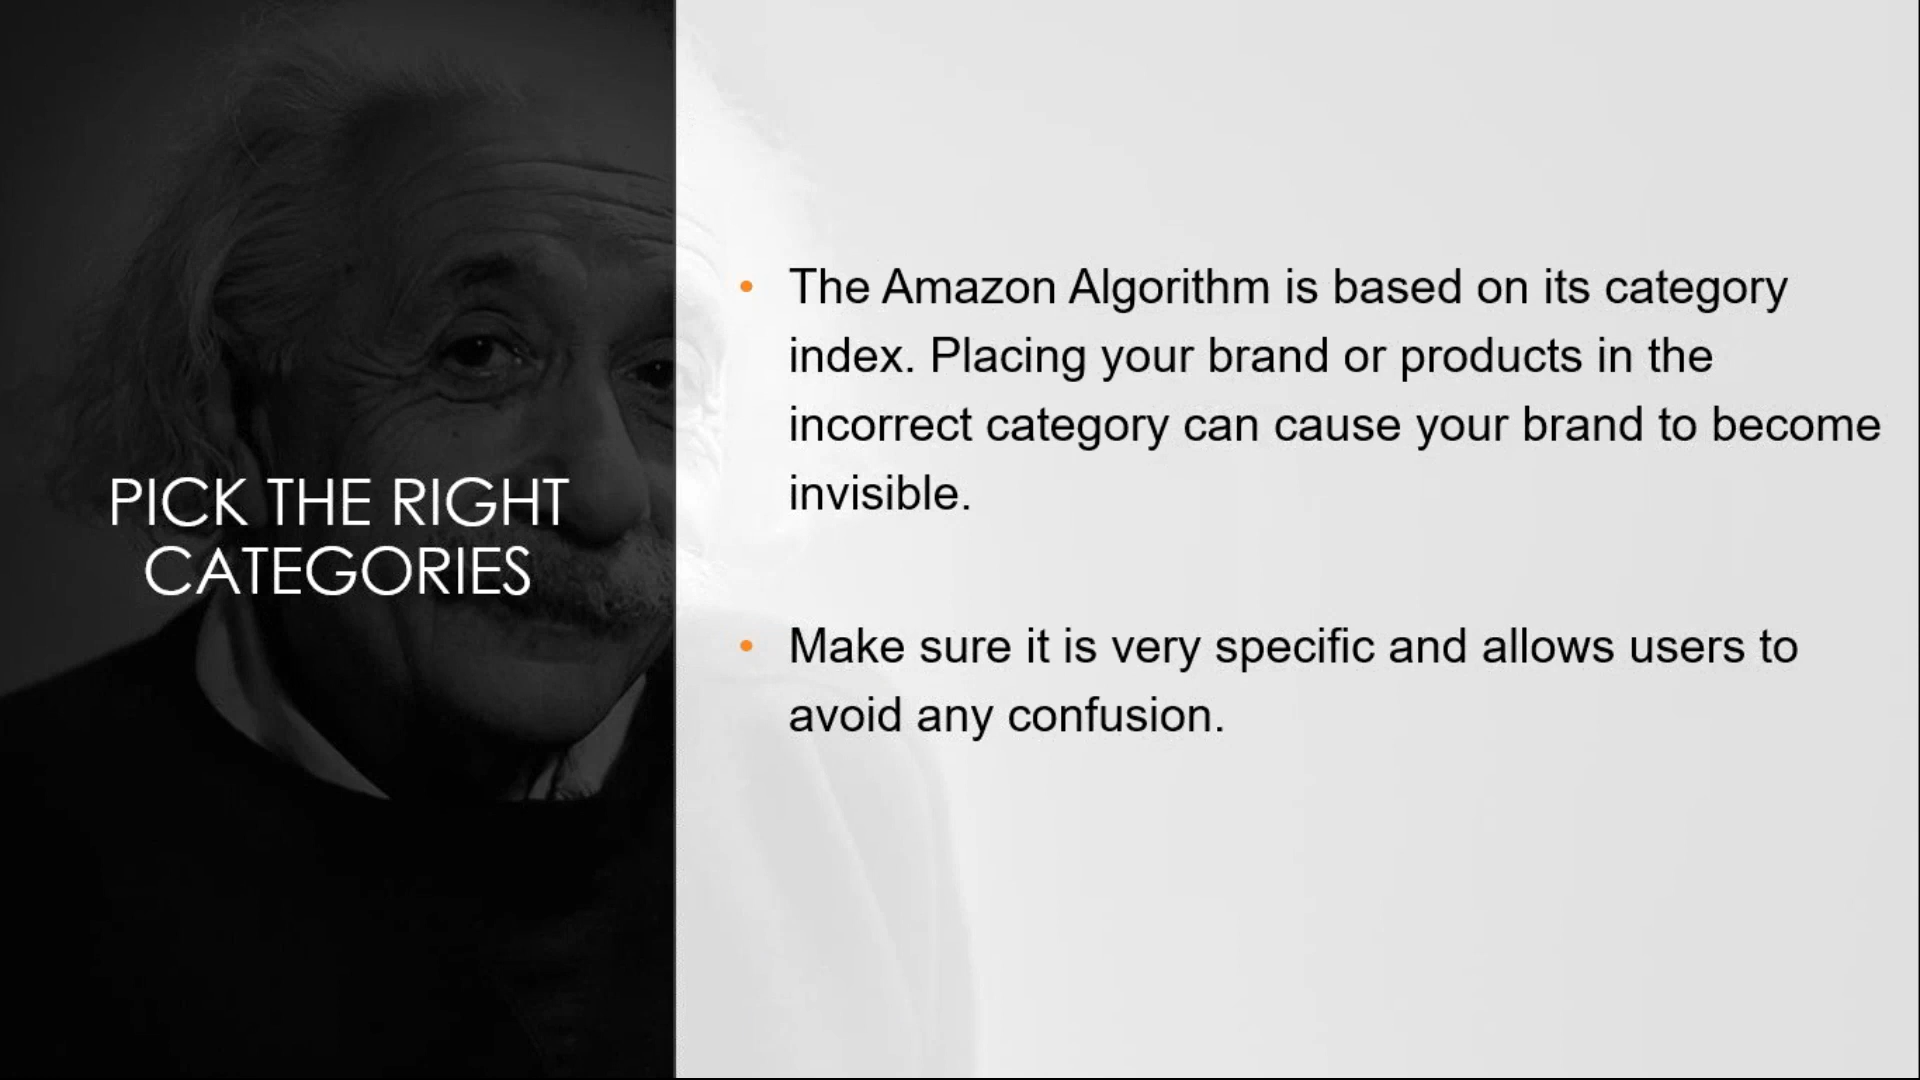 PICK THE RIGHT
CATEGORIES
• The Amazon Algorithm is based on its category
index. Placing your brand or products in the
incorrect category can cause your brand to become
invisible.
• Make sure it is very specific and allows users to
avoid any confusion.